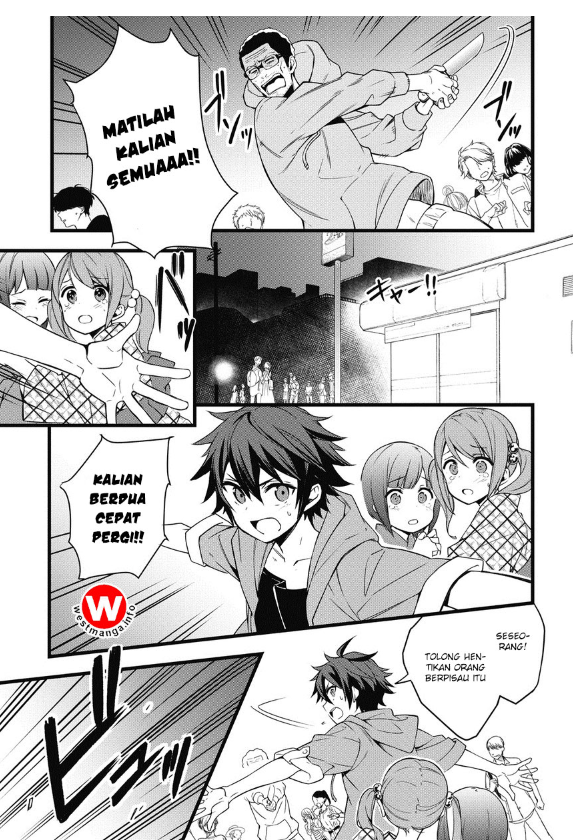 MATILAH
KALIAN
SEMUAAA!!
ブンッ
ブンッ
キャー!!
バッ
KALIAN
BERDUA
CEPAT
PERGI!!
W
westmanga.info
SESEO-
RANG!
TOLONG HEN-
TIKAN ORANG
BERPISAU ITU
ビュッ